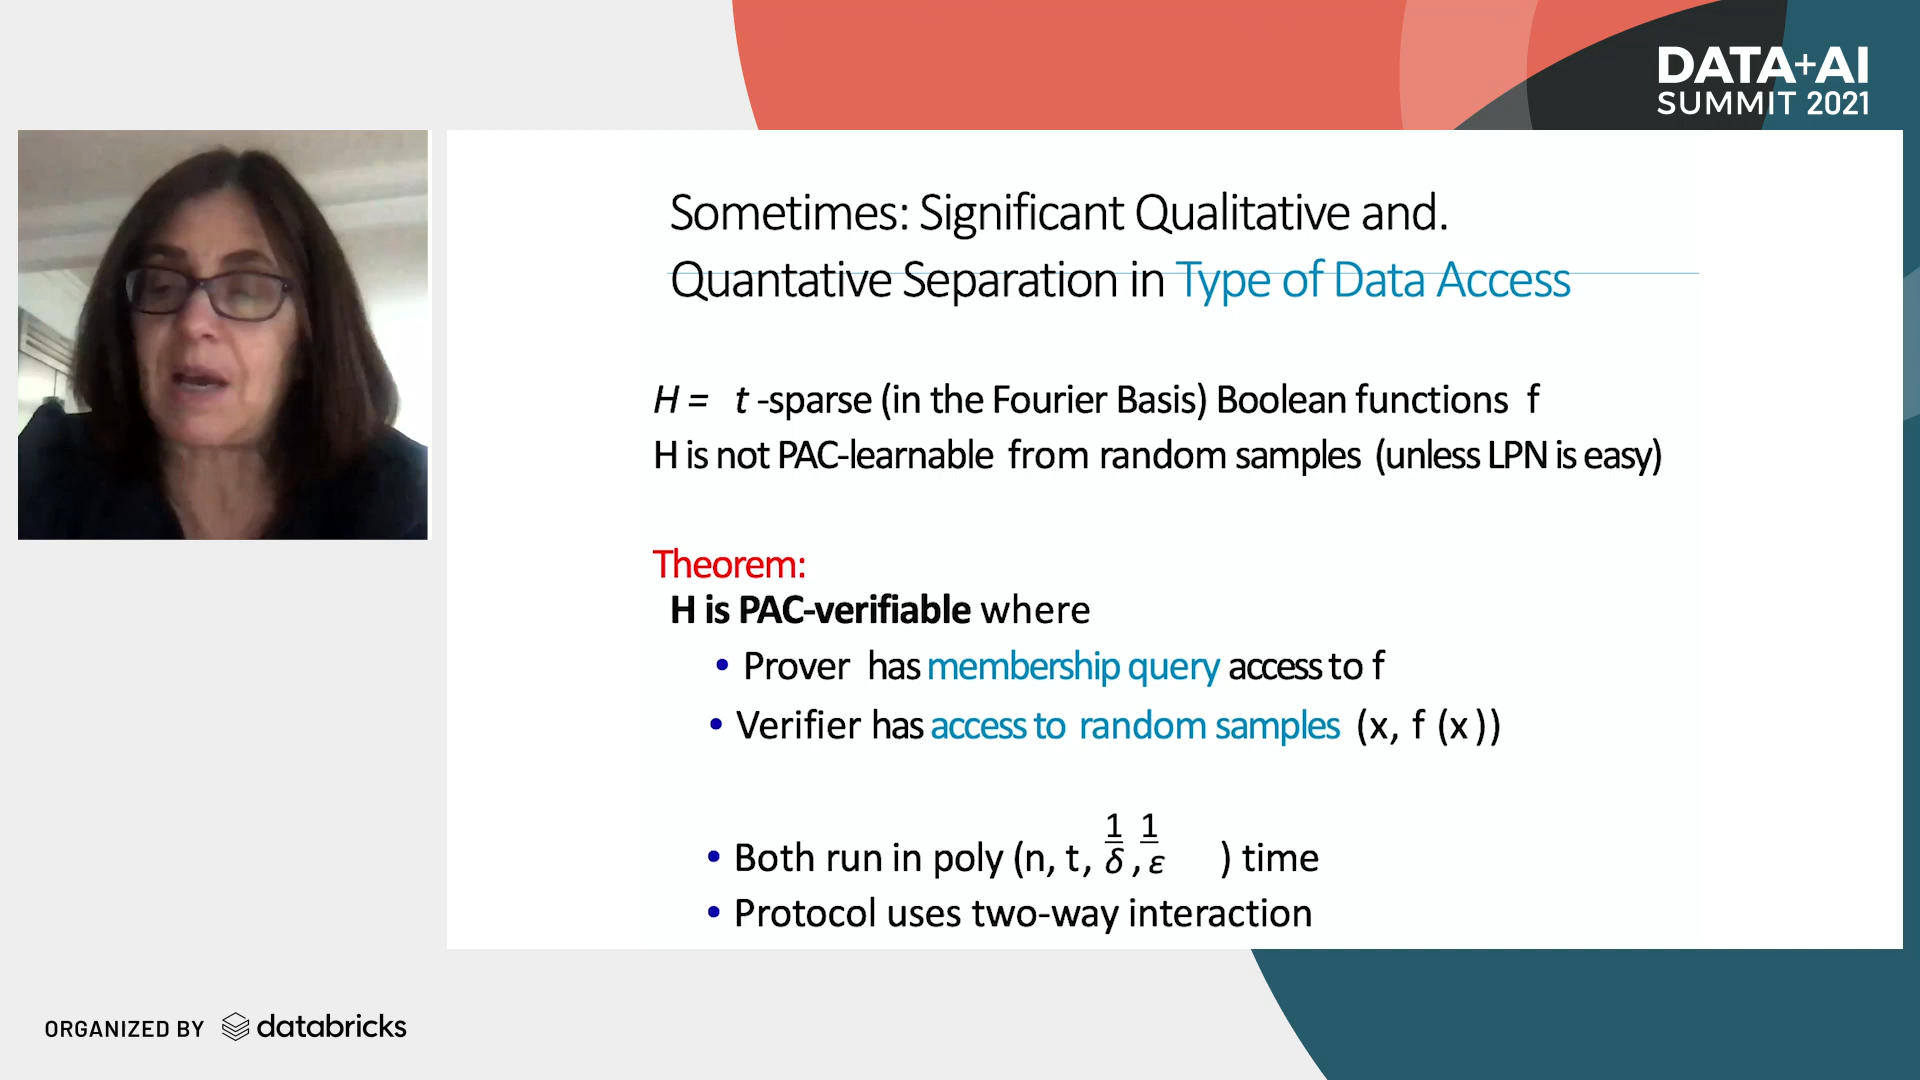 DATA+AI
SUMMIT 2021
Sometimes: Significant Qualitative and.
Quantative Separation in Type of Data Access
H = t -sparse (in the Fourier Basis) Boolean functions f
H is not PAC-learnable from random samples (unless LPN is easy)
Theorem:
H is PAC-verifiable where
• Prover has membership query access to f
• Verifier has access to random samples (x, f (x))
• Both run in poly (n, t, 1/δ, 1/ε ) time
• Protocol uses two-way interaction
ORGANIZED BY databricks